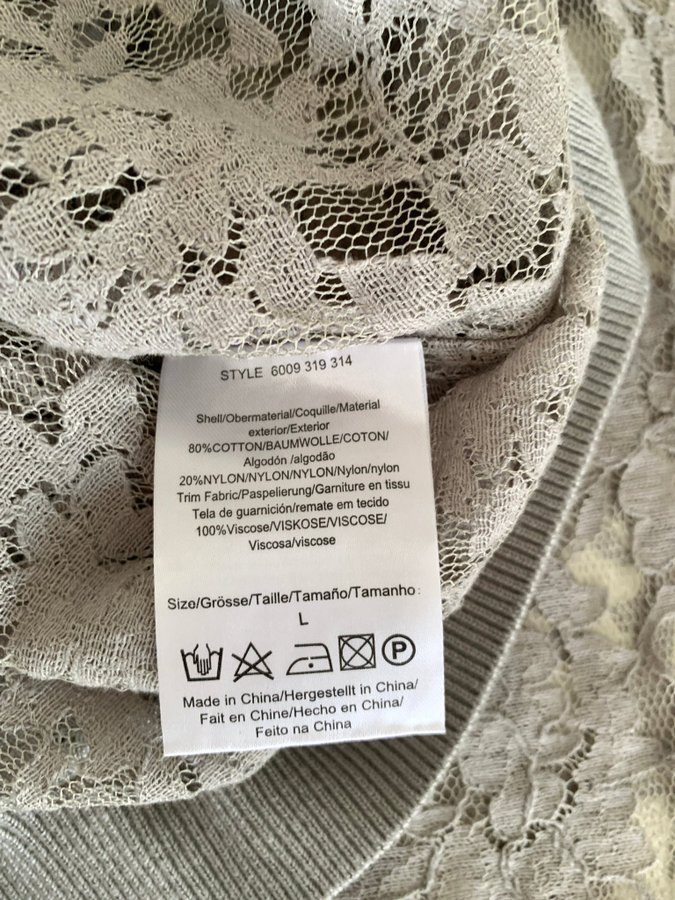 STYLE 6009 319 314
Shell/Obermaterial/Coquille/Material
exterior/Exterior
80%COTTON/BAUMWOLLE/COTON/
Algodón /algodão
20%NYLON/NYLON/NYLON/Nylon/nylon
Trim Fabric/Paspelierung/Garniture en tissu
Tela de guarnición/remate em tecido
100%Viscose/VISKOSE/VISCOSE/
Viscosa/viscose
Size/Grösse/Taille/Tamaño/Tamanho:
L
P
Made in China/Hergestellt in China/
Fait en Chine/Hecho en China/
Feito na China